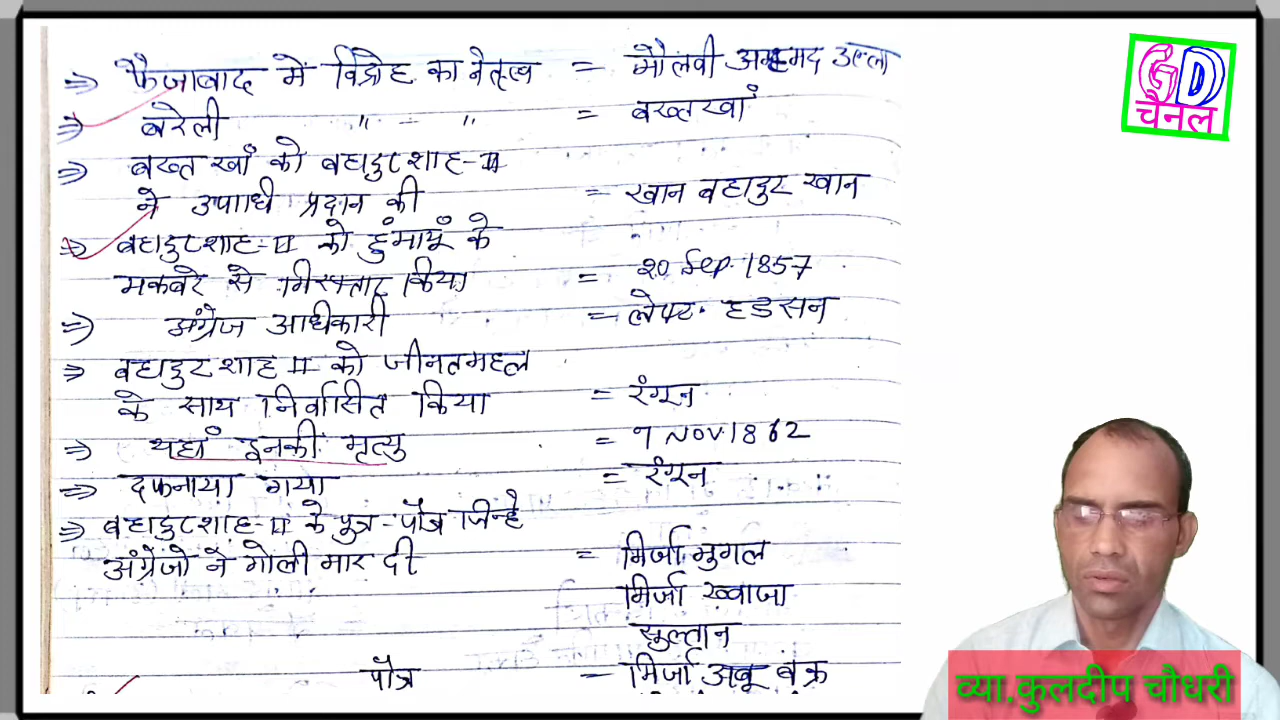 ⇒ फैजाबाद में विद्रोह का नेतृत्व = मौलवी अहमद उल्ला
⇒ बरेली " - " = बख्त खाँ
⇒ बख्त खाँ को बहादुरशाह-II
ने उपाधि प्रदान की = खान बहादुर खान
⇒ बहादुरशाह-II को हुंमायूँ के
मकबरे से गिरफ्तार किया = 20 Sep. 1857
⇒ अंग्रेज अधिकारी = लेफ्ट. हडसन
⇒ बहादुरशाह II को जीनतमहल
के साथ निर्वासित किया = रंगून
⇒ यहां इनकी मृत्यु = 7 Nov. 1862
⇒ दफनाया गया = रंगून
⇒ बहादुरशाह-II के पुत्र-पौत्र जिन्हे
अंग्रेंजो ने गोली मार दी = मिर्जा मुगल
मिर्जा ख्वाजा
सुल्तान
पौत्र - मिर्जा अबू बक्र
GD
चैनल
व्या.कुलदीप चौधरी